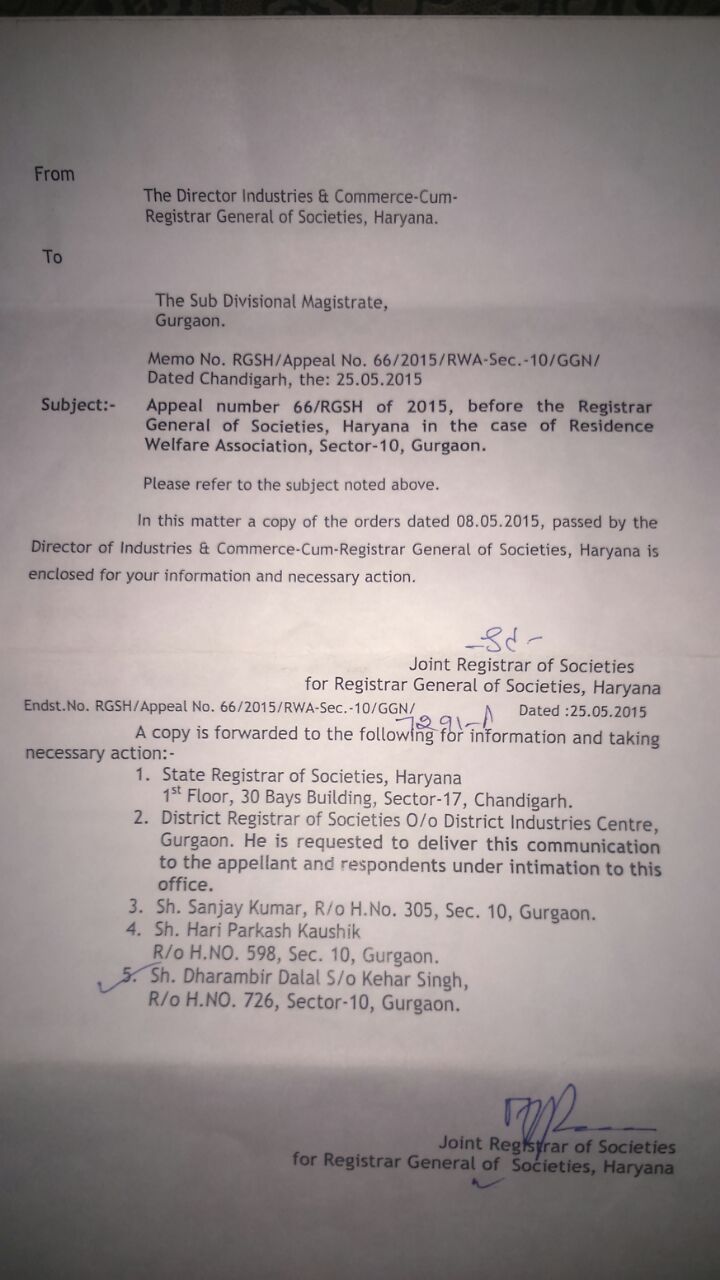 From
The Director Industries & Commerce-Cum-
Registrar General of Societies, Haryana.
To
The Sub Divisional Magistrate,
Gurgaon.
Memo No. RGSH/Appeal No. 66/2015/RWA-Sec.-10/GGN/
Dated Chandigarh, the: 25.05.2015
Subject:- Appeal number 66/RGSH of 2015, before the Registrar
General of Societies, Haryana in the case of Residence
Welfare Association, Sector-10, Gurgaon.
Please refer to the subject noted above.
In this matter a copy of the orders dated 08.05.2015, passed by the
Director of Industries & Commerce-Cum-Registrar General of Societies, Haryana is
enclosed for your information and necessary action.
-Sd-
Joint Registrar of Societies
for Registrar General of Societies, Haryana
Endst.No. RGSH/Appeal No. 66/2015/RWA-Sec.-10/GGN/ Dated :25.05.2015
7291-A
A copy is forwarded to the following for information and taking
necessary action:-
1. State Registrar of Societies, Haryana
1st Floor, 30 Bays Building, Sector-17, Chandigarh.
2. District Registrar of Societies O/o District Industries Centre,
Gurgaon. He is requested to deliver this communication
to the appellant and respondents under intimation to this
office.
3. Sh. Sanjay Kumar, R/o H.No. 305, Sec. 10, Gurgaon.
4. Sh. Hari Parkash Kaushik
R/o H.NO. 598, Sec. 10, Gurgaon.
5. Sh. Dharambir Dalal S/o Kehar Singh,
R/o H.NO. 726, Sector-10, Gurgaon.
Joint Registrar of Societies
for Registrar General of Societies, Haryana